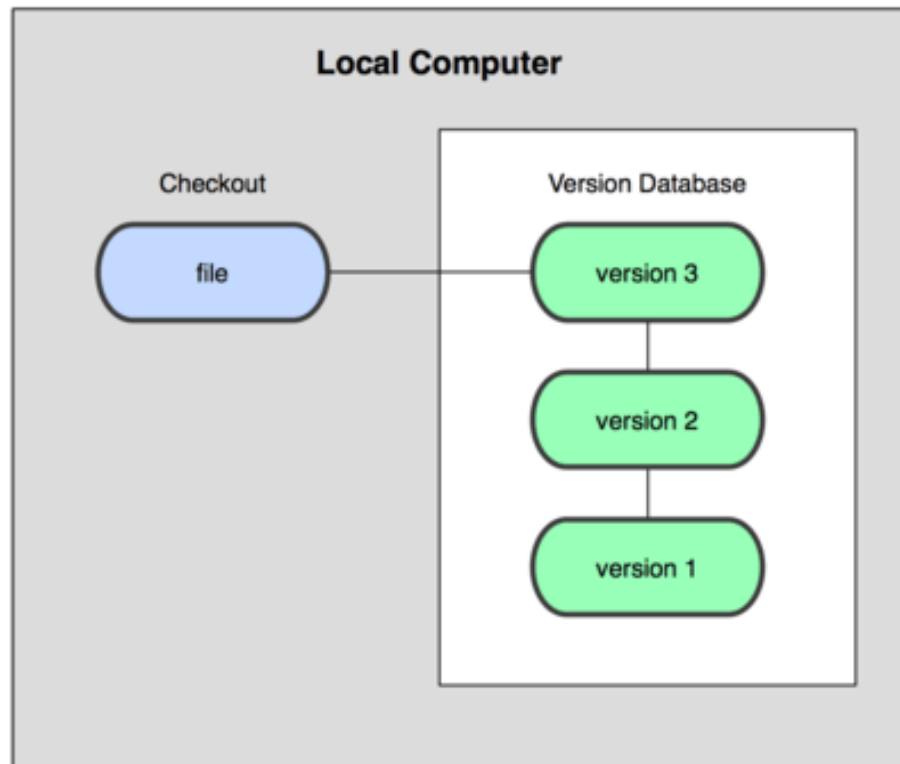 Local Computer
Checkout
Version Database
file
version 3
version 2
version 1